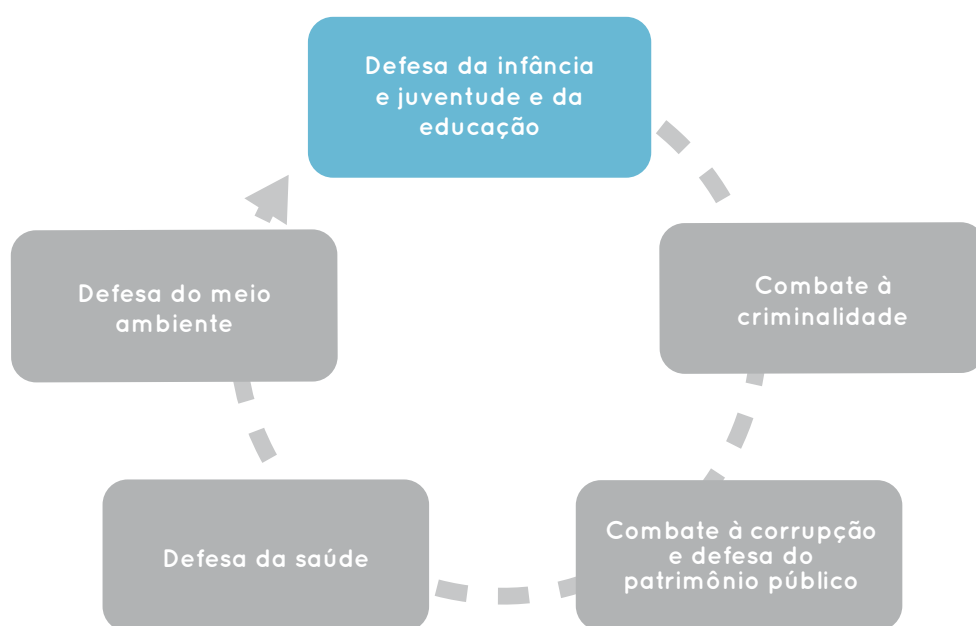 Defesa da infância
e juventude e da
educação
Combate à
criminalidade
Combate à corrupção
e defesa do
patrimônio público
Defesa da saúde
Defesa do meio
ambiente